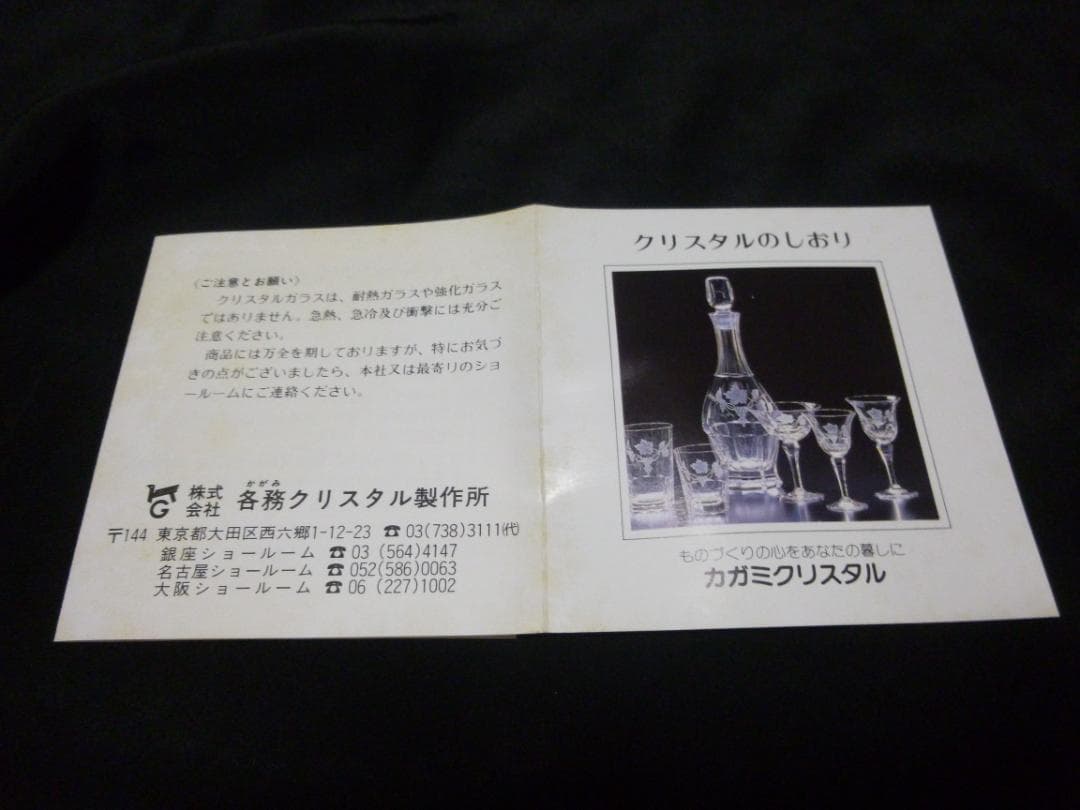 〈ご注意とお願い〉
クリスタルガラスは、耐熱ガラスや強化ガラス
ではありません。急熱、急冷及び衝撃には充分ご
注意ください。
商品には万全を期しておりますが、特にお気づ
きの点がございましたら、本社又は最寄りのショ
ールームにご連絡ください。
KG
株式
会社
かがみ
各務クリスタル製作所
〒144 東京都大田区西六郷1-12-23 ☎ 03(738)3111(代)
銀座ショールーム ☎ 03 (564)4147
名古屋ショールーム ☎ 052(586)0063
大阪ショールーム ☎ 06 (227)1002
クリスタルのしおり
ものづくりの心をあなたの暮しに
カガミクリスタル